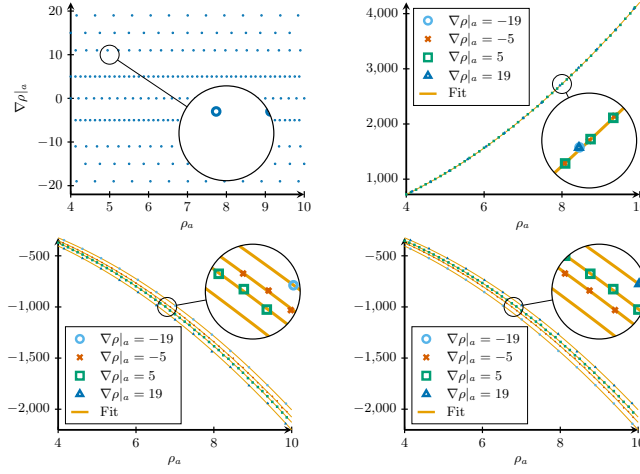 20
10
0
−10
−20
∇ρ|ₐ
4 5 6 7 8 9 10
ρₐ
4,000
3,000
2,000
1,000
∇ρ|ₐ = −19
∇ρ|ₐ = −5
∇ρ|ₐ = 5
∇ρ|ₐ = 19
Fit
4 6 8 10
ρₐ
−500
−1,000
−1,500
−2,000
∇ρ|ₐ = −19
∇ρ|ₐ = −5
∇ρ|ₐ = 5
∇ρ|ₐ = 19
Fit
4 6 8 10
ρₐ
−500
−1,000
−1,500
−2,000
∇ρ|ₐ = −19
∇ρ|ₐ = −5
∇ρ|ₐ = 5
∇ρ|ₐ = 19
Fit
4 6 8 10
ρₐ